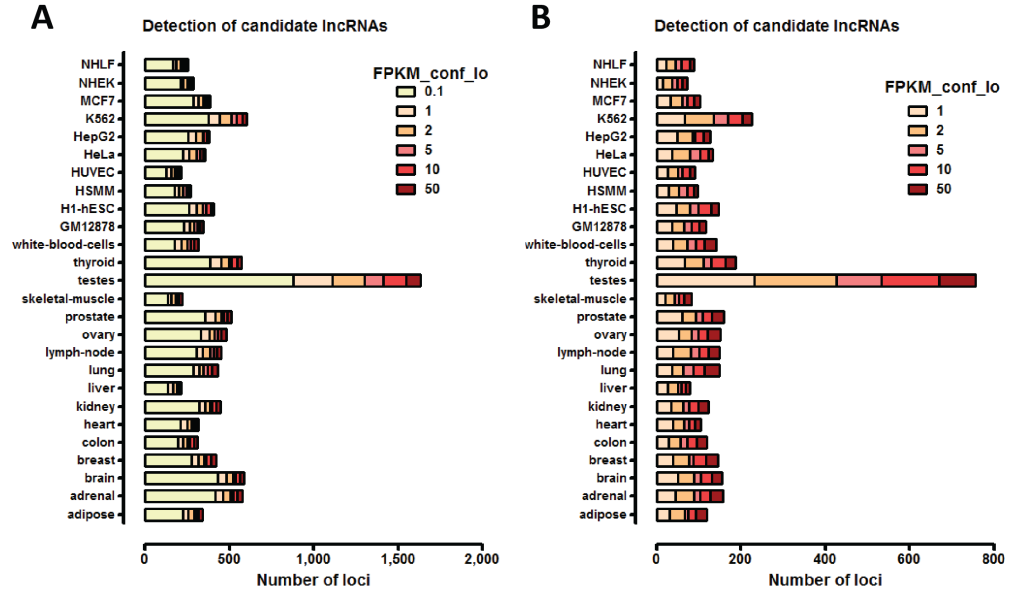 A
Detection of candidate lncRNAs
NHLF
NHEK
MCF7
K562
HepG2
HeLa
HUVEC
HSMM
H1-hESC
GM12878
white-blood-cells
thyroid
testes
skeletal-muscle
prostate
ovary
lymph-node
lung
liver
kidney
heart
colon
breast
brain
adrenal
adipose
FPKM_conf_lo
0.1
1
2
5
10
50
0 500 1,000 1,500 2,000
Number of loci
B
Detection of candidate lncRNAs
NHLF
NHEK
MCF7
K562
HepG2
HeLa
HUVEC
HSMM
H1-hESC
GM12878
white-blood-cells
thyroid
testes
skeletal-muscle
prostate
ovary
lymph-node
lung
liver
kidney
heart
colon
breast
brain
adrenal
adipose
FPKM_conf_lo
1
2
5
10
50
0 200 400 600 800
Number of loci